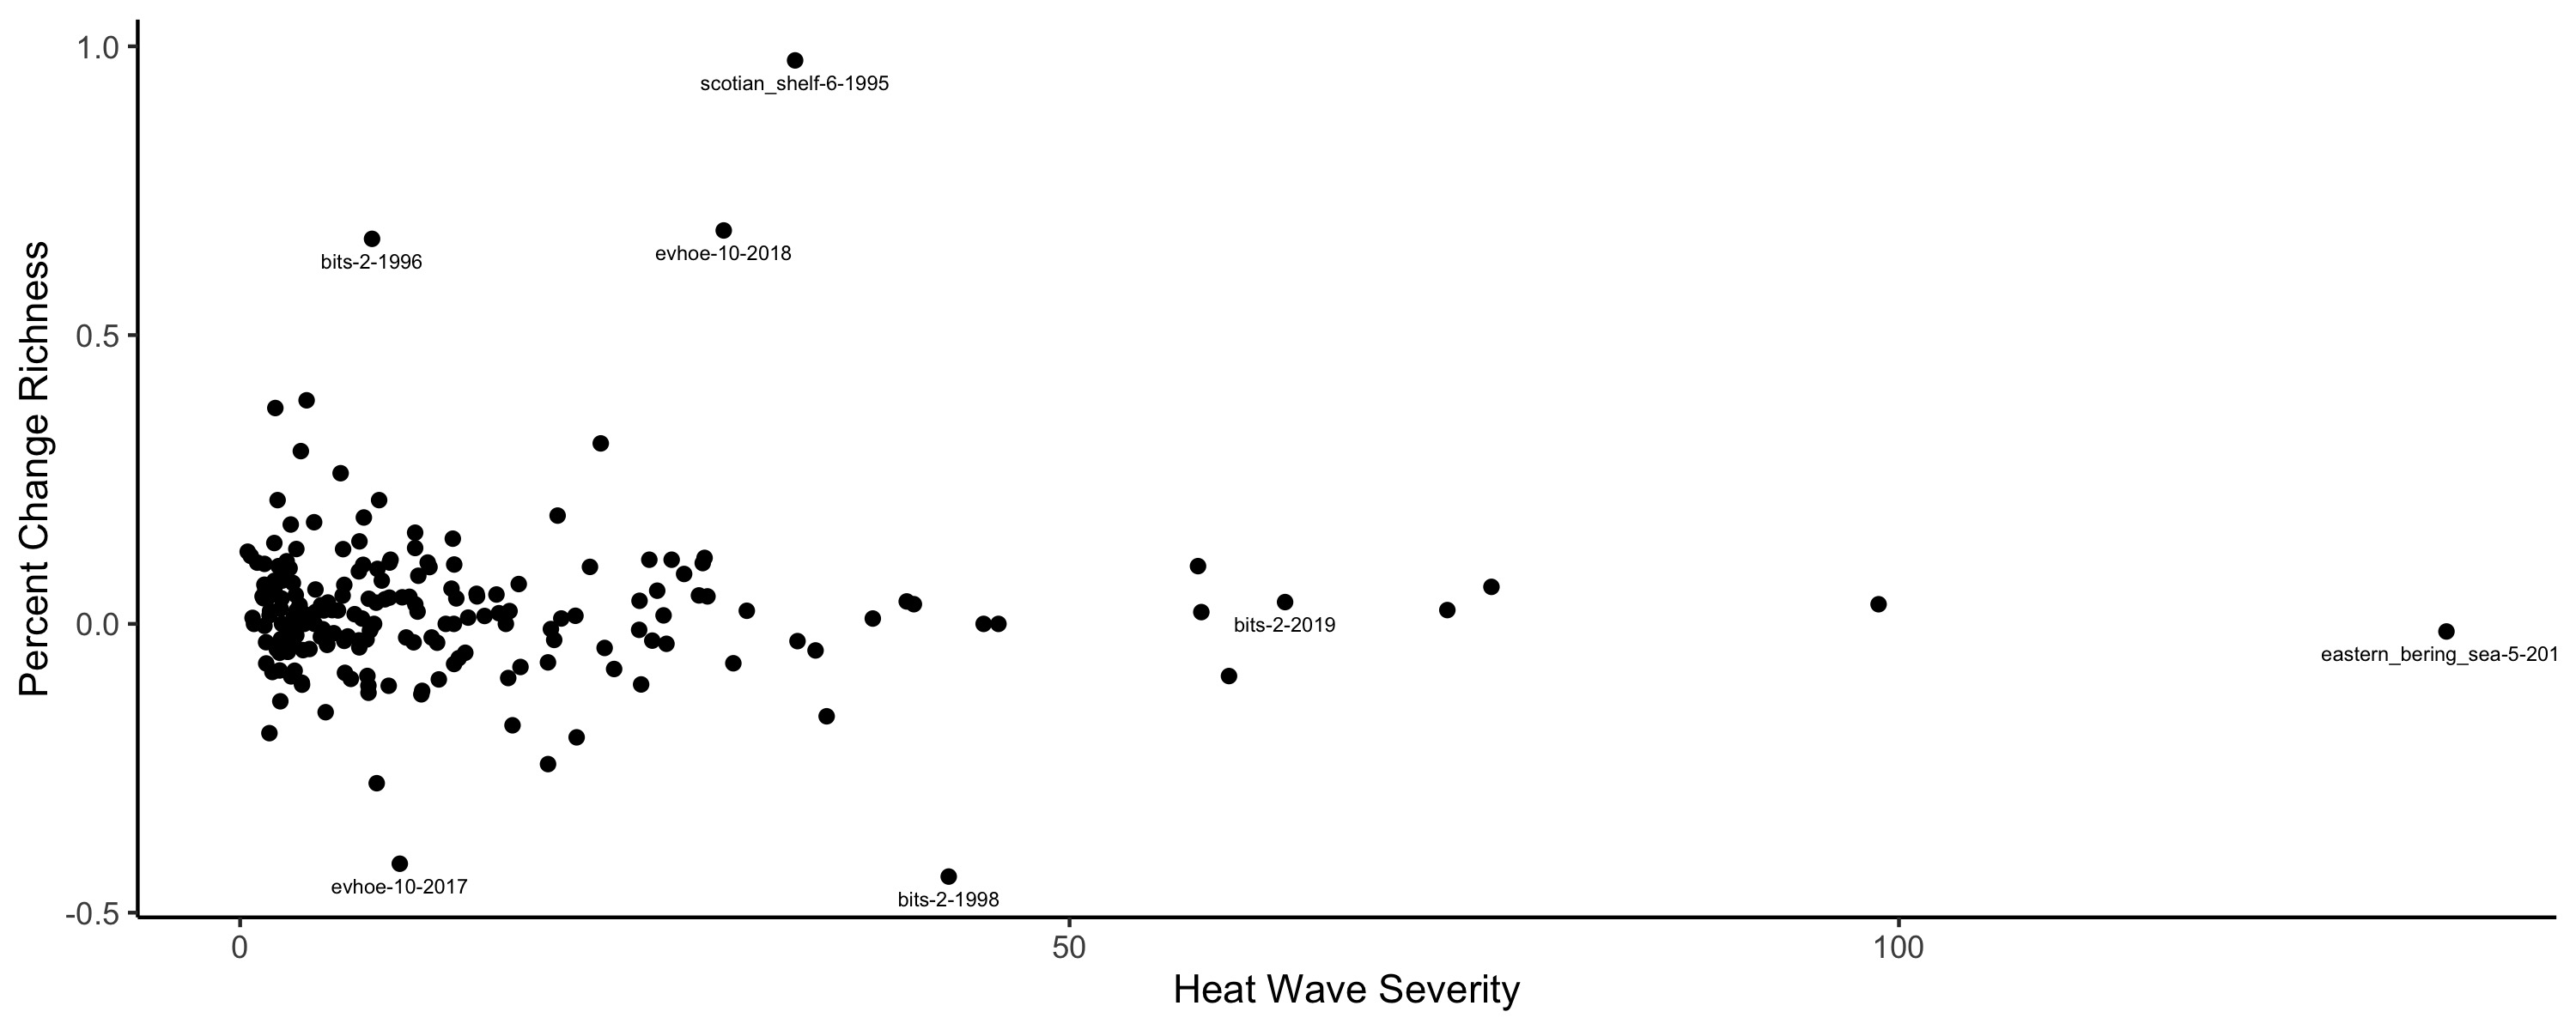 1.0
scotian_shelf-6-1995
evhoe-10-2018
bits-2-1996
Percent Change Richness
0.5
0.0
bits-2-2019
eastern_bering_sea-5-201
evhoe-10-2017
bits-2-1998
-0.5
0
50
100
Heat Wave Severity